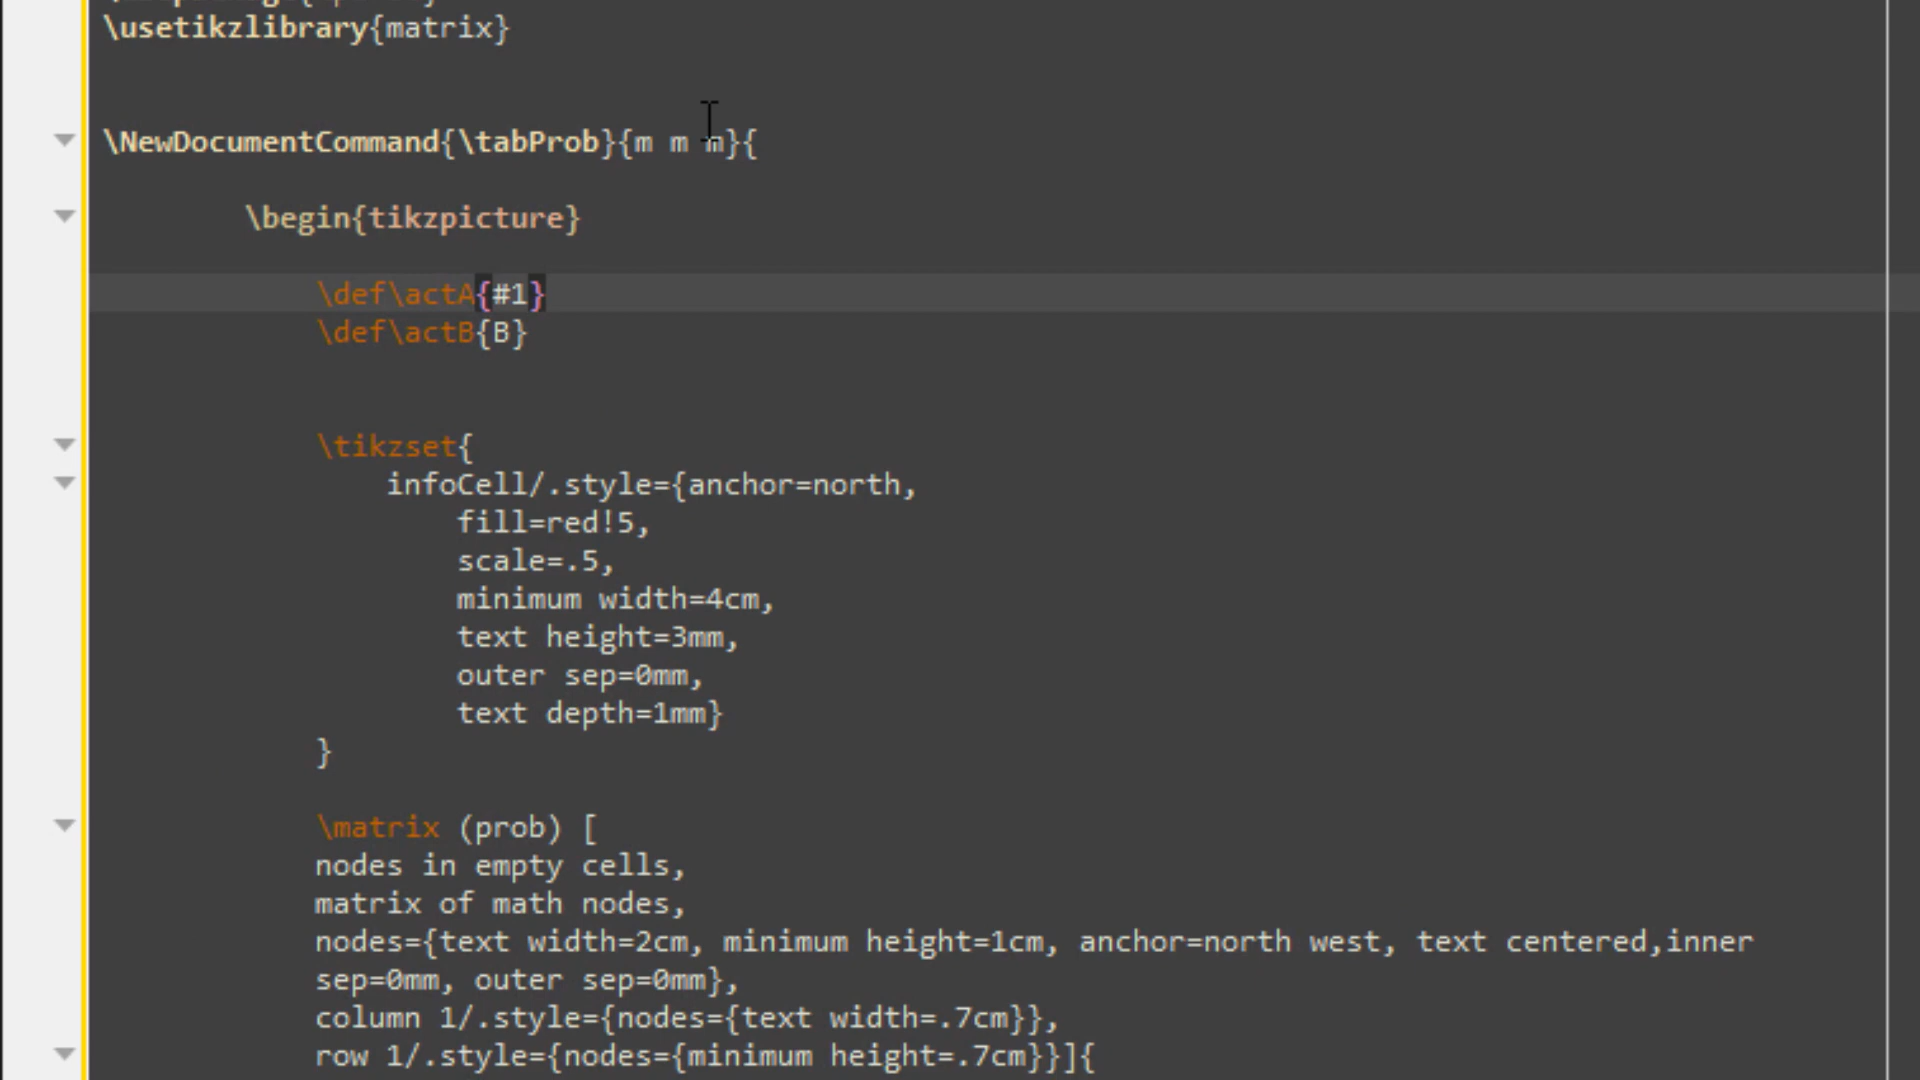 \usetikzlibrary{matrix}
\NewDocumentCommand{\tabProb}{m m m}{
\begin{tikzpicture}
\def\actA{#1}
\def\actB{B}
\tikzset{
infoCell/.style={anchor=north,
fill=red!5,
scale=.5,
minimum width=4cm,
text height=3mm,
outer sep=0mm,
text depth=1mm}
}
\matrix (prob) [
nodes in empty cells,
matrix of math nodes,
nodes={text width=2cm, minimum height=1cm, anchor=north west, text centered,inner
sep=0mm, outer sep=0mm},
column 1/.style={nodes={text width=.7cm}},
row 1/.style={nodes={minimum height=.7cm}}]{